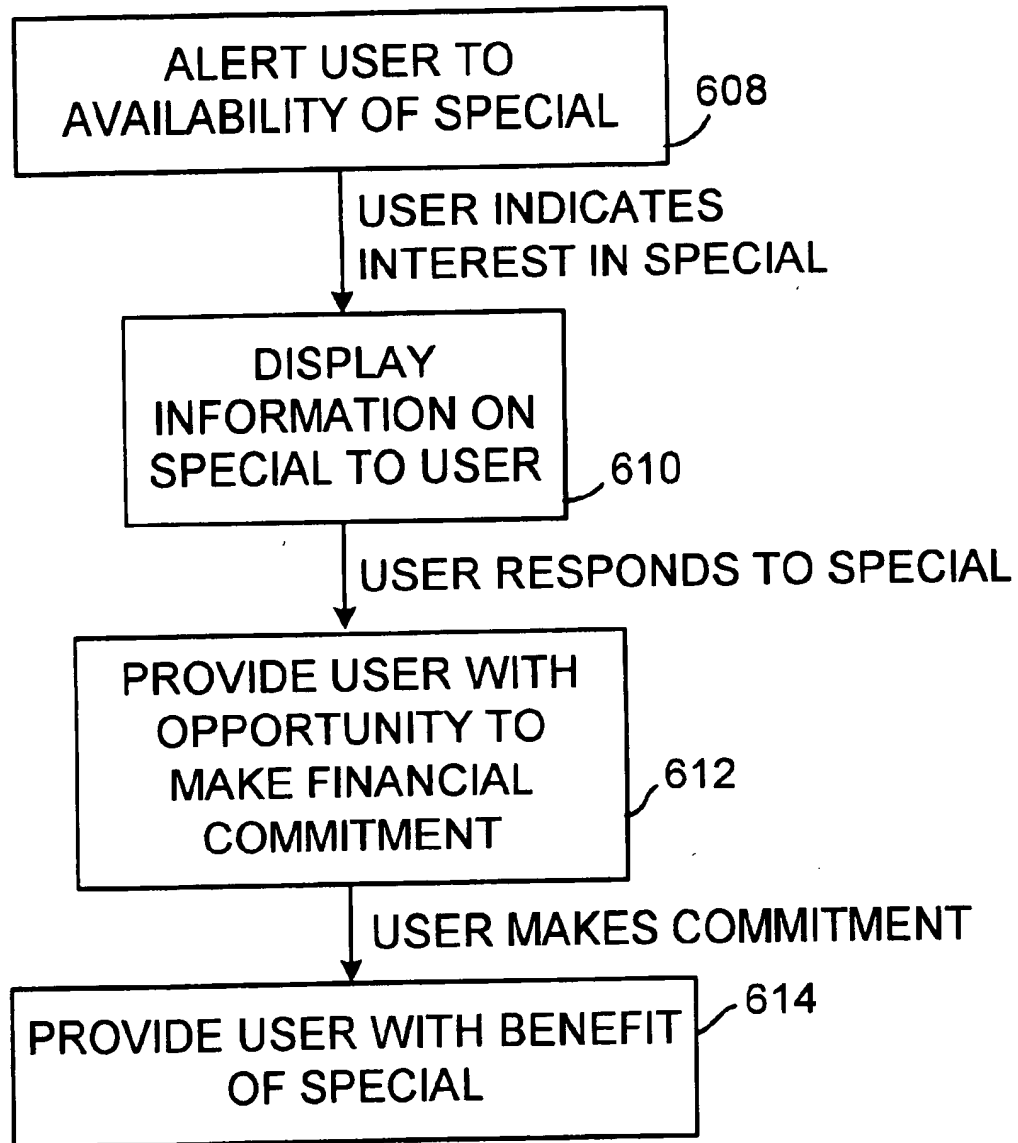 ALERT USER TO
AVAILABILITY OF SPECIAL
608
USER INDICATES
INTEREST IN SPECIAL
DISPLAY
INFORMATION ON
SPECIAL TO USER
610
USER RESPONDS TO SPECIAL
PROVIDE USER WITH
OPPORTUNITY TO
MAKE FINANCIAL
COMMITMENT
612
USER MAKES COMMITMENT
614
PROVIDE USER WITH BENEFIT
OF SPECIAL